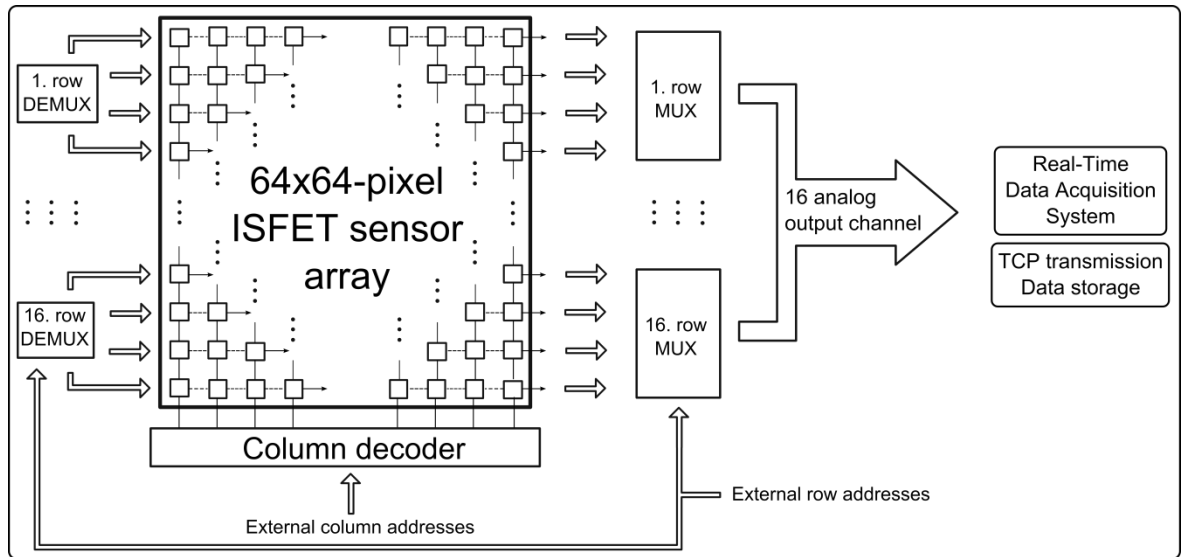 1. row
DEMUX
64x64-pixel
ISFET sensor
array
16. row
DEMUX
Column decoder
External column addresses
1. row
MUX
16. row
MUX
External row addresses
16 analog
output channel
Real-Time
Data Acquisition
System
TCP transmission
Data storage